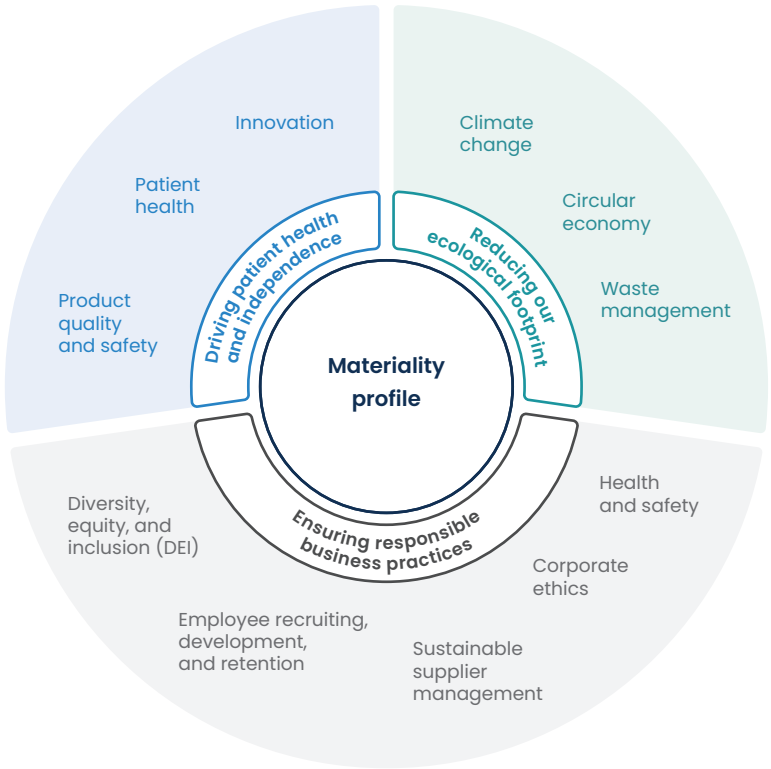 Innovation
Patient
health
Product
quality
and safety
Driving patient health
and independence
Climate
change
Circular
economy
Waste
management
Reducing our
ecological footprint
Materiality
profile
Ensuring responsible
business practices
Health
and safety
Corporate
ethics
Sustainable
supplier
management
Employee recruiting,
development,
and retention
Diversity,
equity, and
inclusion (DEI)